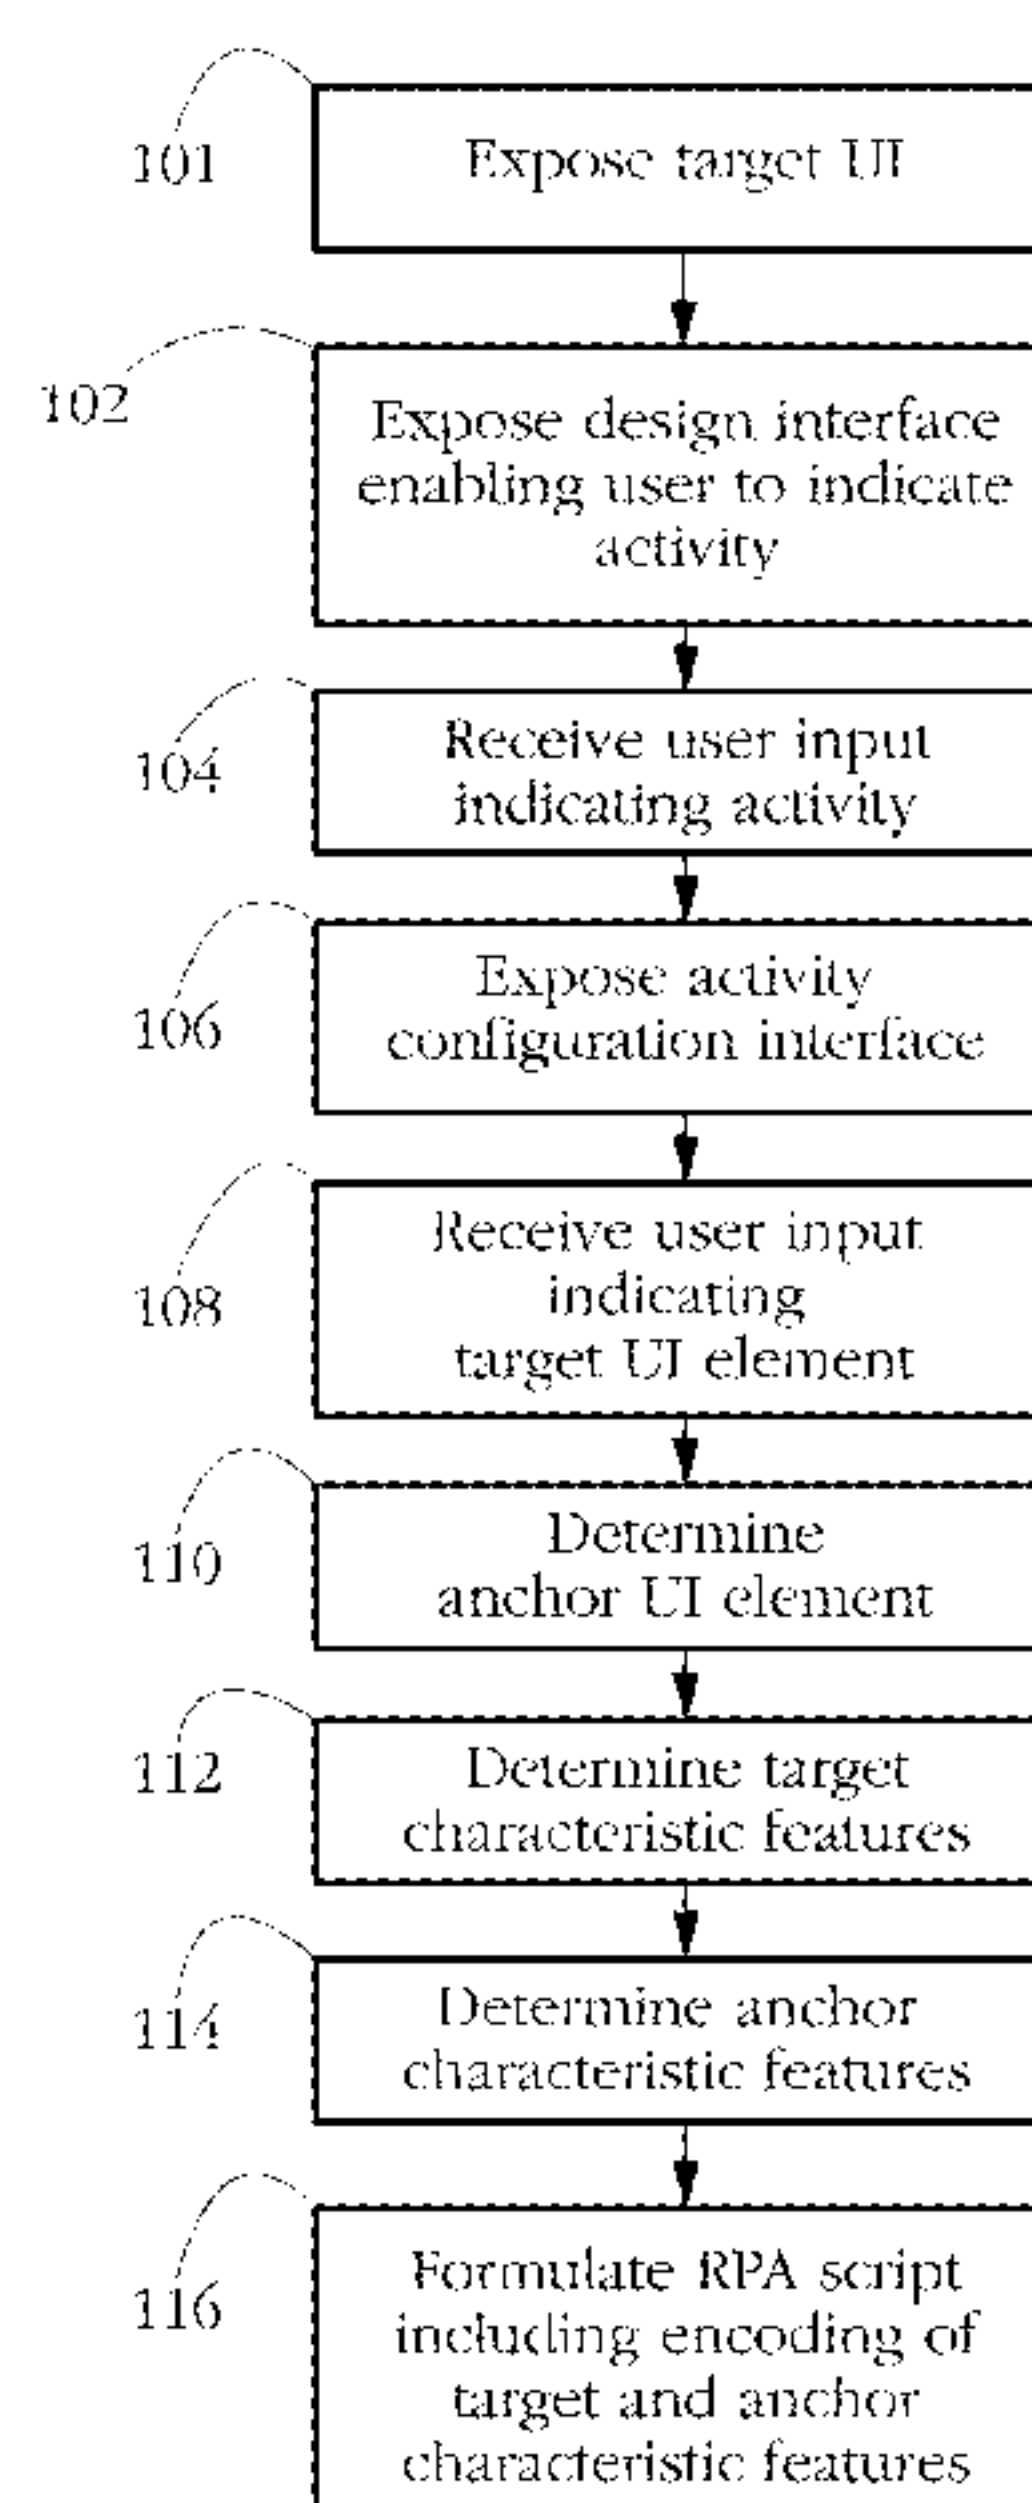 101
Expose target UI
102
Expose design interface
enabling user to indicate
activity
104
Receive user input
indicating activity
106
Expose activity
configuration interface
108
Receive user input
indicating
target UI element
110
Determine
anchor UI element
112
Determine target
characteristic features
114
Determine anchor
characteristic features
116
Formulate RPA script
including encoding of
target and anchor
characteristic features